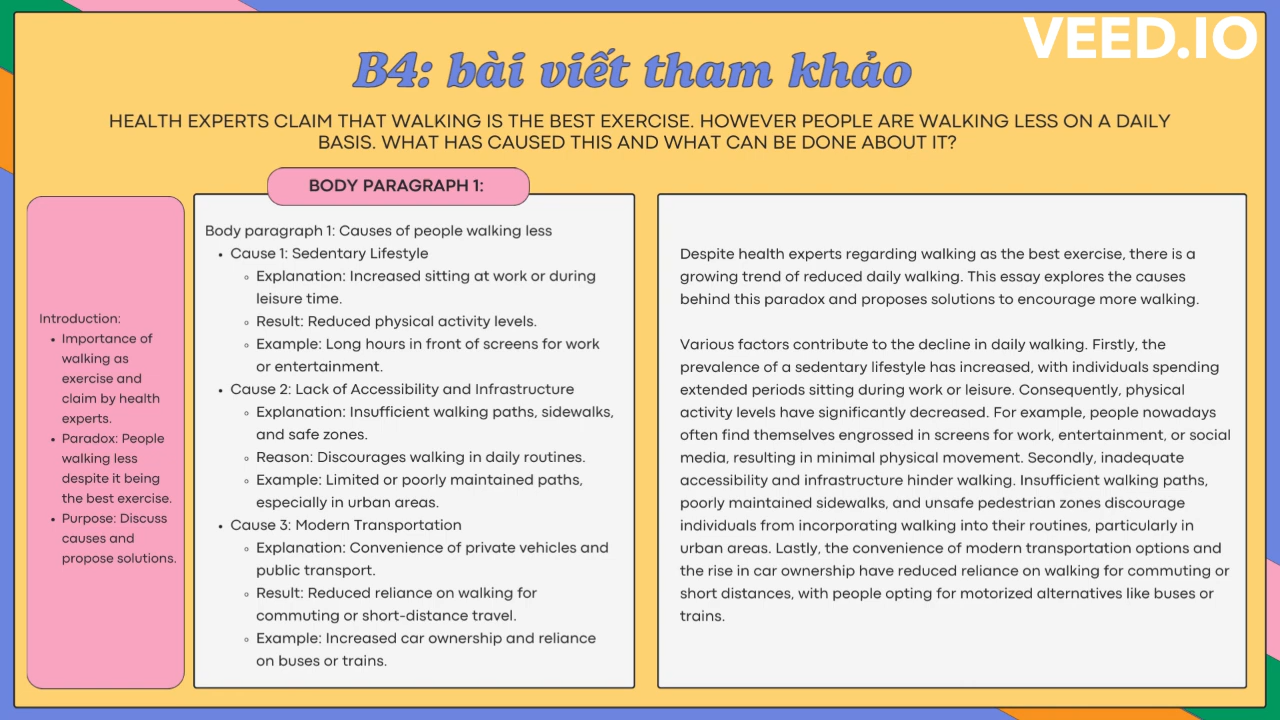 VEED.IO
B4: bài viết tham khảo
HEALTH EXPERTS CLAIM THAT WALKING IS THE BEST EXERCISE. HOWEVER PEOPLE ARE WALKING LESS ON A DAILY
BASIS. WHAT HAS CAUSED THIS AND WHAT CAN BE DONE ABOUT IT?
Introduction:
• Importance of
walking as
exercise and
claim by health
experts.
• Paradox: People
walking less
despite it being
the best exercise.
• Purpose: Discuss
causes and
propose solutions.
BODY PARAGRAPH 1:
Body paragraph 1: Causes of people walking less
• Cause 1: Sedentary Lifestyle
◦ Explanation: Increased sitting at work or during
leisure time.
◦ Result: Reduced physical activity levels.
◦ Example: Long hours in front of screens for work
or entertainment.
• Cause 2: Lack of Accessibility and Infrastructure
◦ Explanation: Insufficient walking paths, sidewalks,
and safe zones.
◦ Reason: Discourages walking in daily routines.
◦ Example: Limited or poorly maintained paths,
especially in urban areas.
• Cause 3: Modern Transportation
◦ Explanation: Convenience of private vehicles and
public transport.
◦ Result: Reduced reliance on walking for
commuting or short-distance travel.
◦ Example: Increased car ownership and reliance
on buses or trains.
Despite health experts regarding walking as the best exercise, there is a
growing trend of reduced daily walking. This essay explores the causes
behind this paradox and proposes solutions to encourage more walking.
Various factors contribute to the decline in daily walking. Firstly, the
prevalence of a sedentary lifestyle has increased, with individuals spending
extended periods sitting during work or leisure. Consequently, physical
activity levels have significantly decreased. For example, people nowadays
often find themselves engrossed in screens for work, entertainment, or social
media, resulting in minimal physical movement. Secondly, inadequate
accessibility and infrastructure hinder walking. Insufficient walking paths,
poorly maintained sidewalks, and unsafe pedestrian zones discourage
individuals from incorporating walking into their routines, particularly in
urban areas. Lastly, the convenience of modern transportation options and
the rise in car ownership have reduced reliance on walking for commuting or
short distances, with people opting for motorized alternatives like buses or
trains.